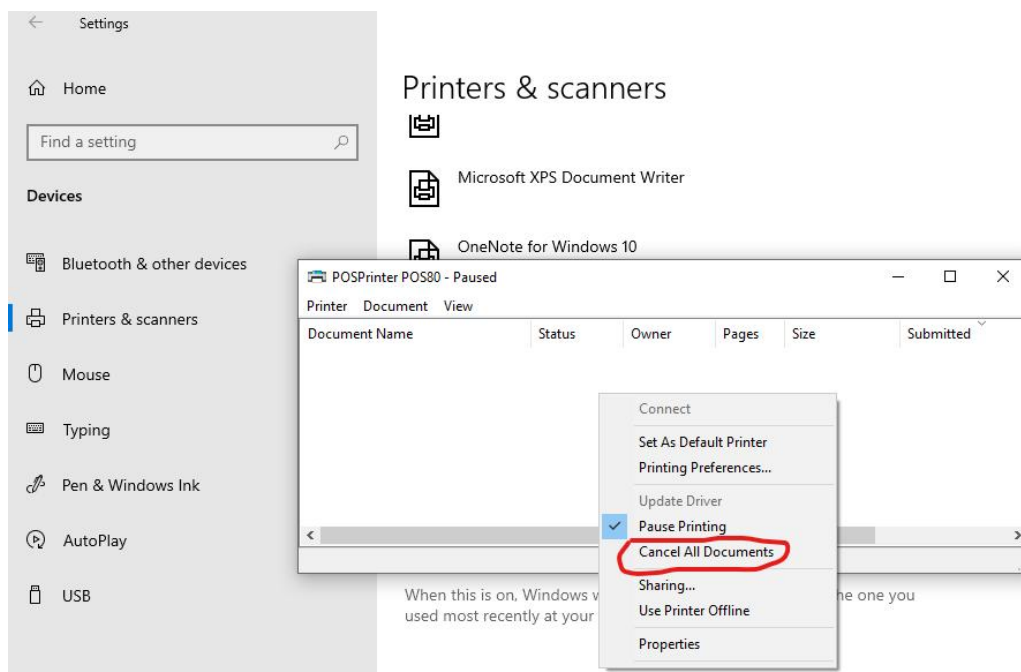 Settings
Home
Find a setting
Devices
Bluetooth & other devices
Printers & scanners
Mouse
Typing
Pen & Windows Ink
AutoPlay
USB
Printers & scanners
Microsoft XPS Document Writer
OneNote for Windows 10
POSPrinter POS80 - Paused
Printer Document View
Document Name Status Owner Pages Size Submitted
Connect
Set As Default Printer
Printing Preferences...
Update Driver
Pause Printing
Cancel All Documents
Sharing...
Use Printer Offline
Properties
When this is on, Windows he one you
used most recently at your